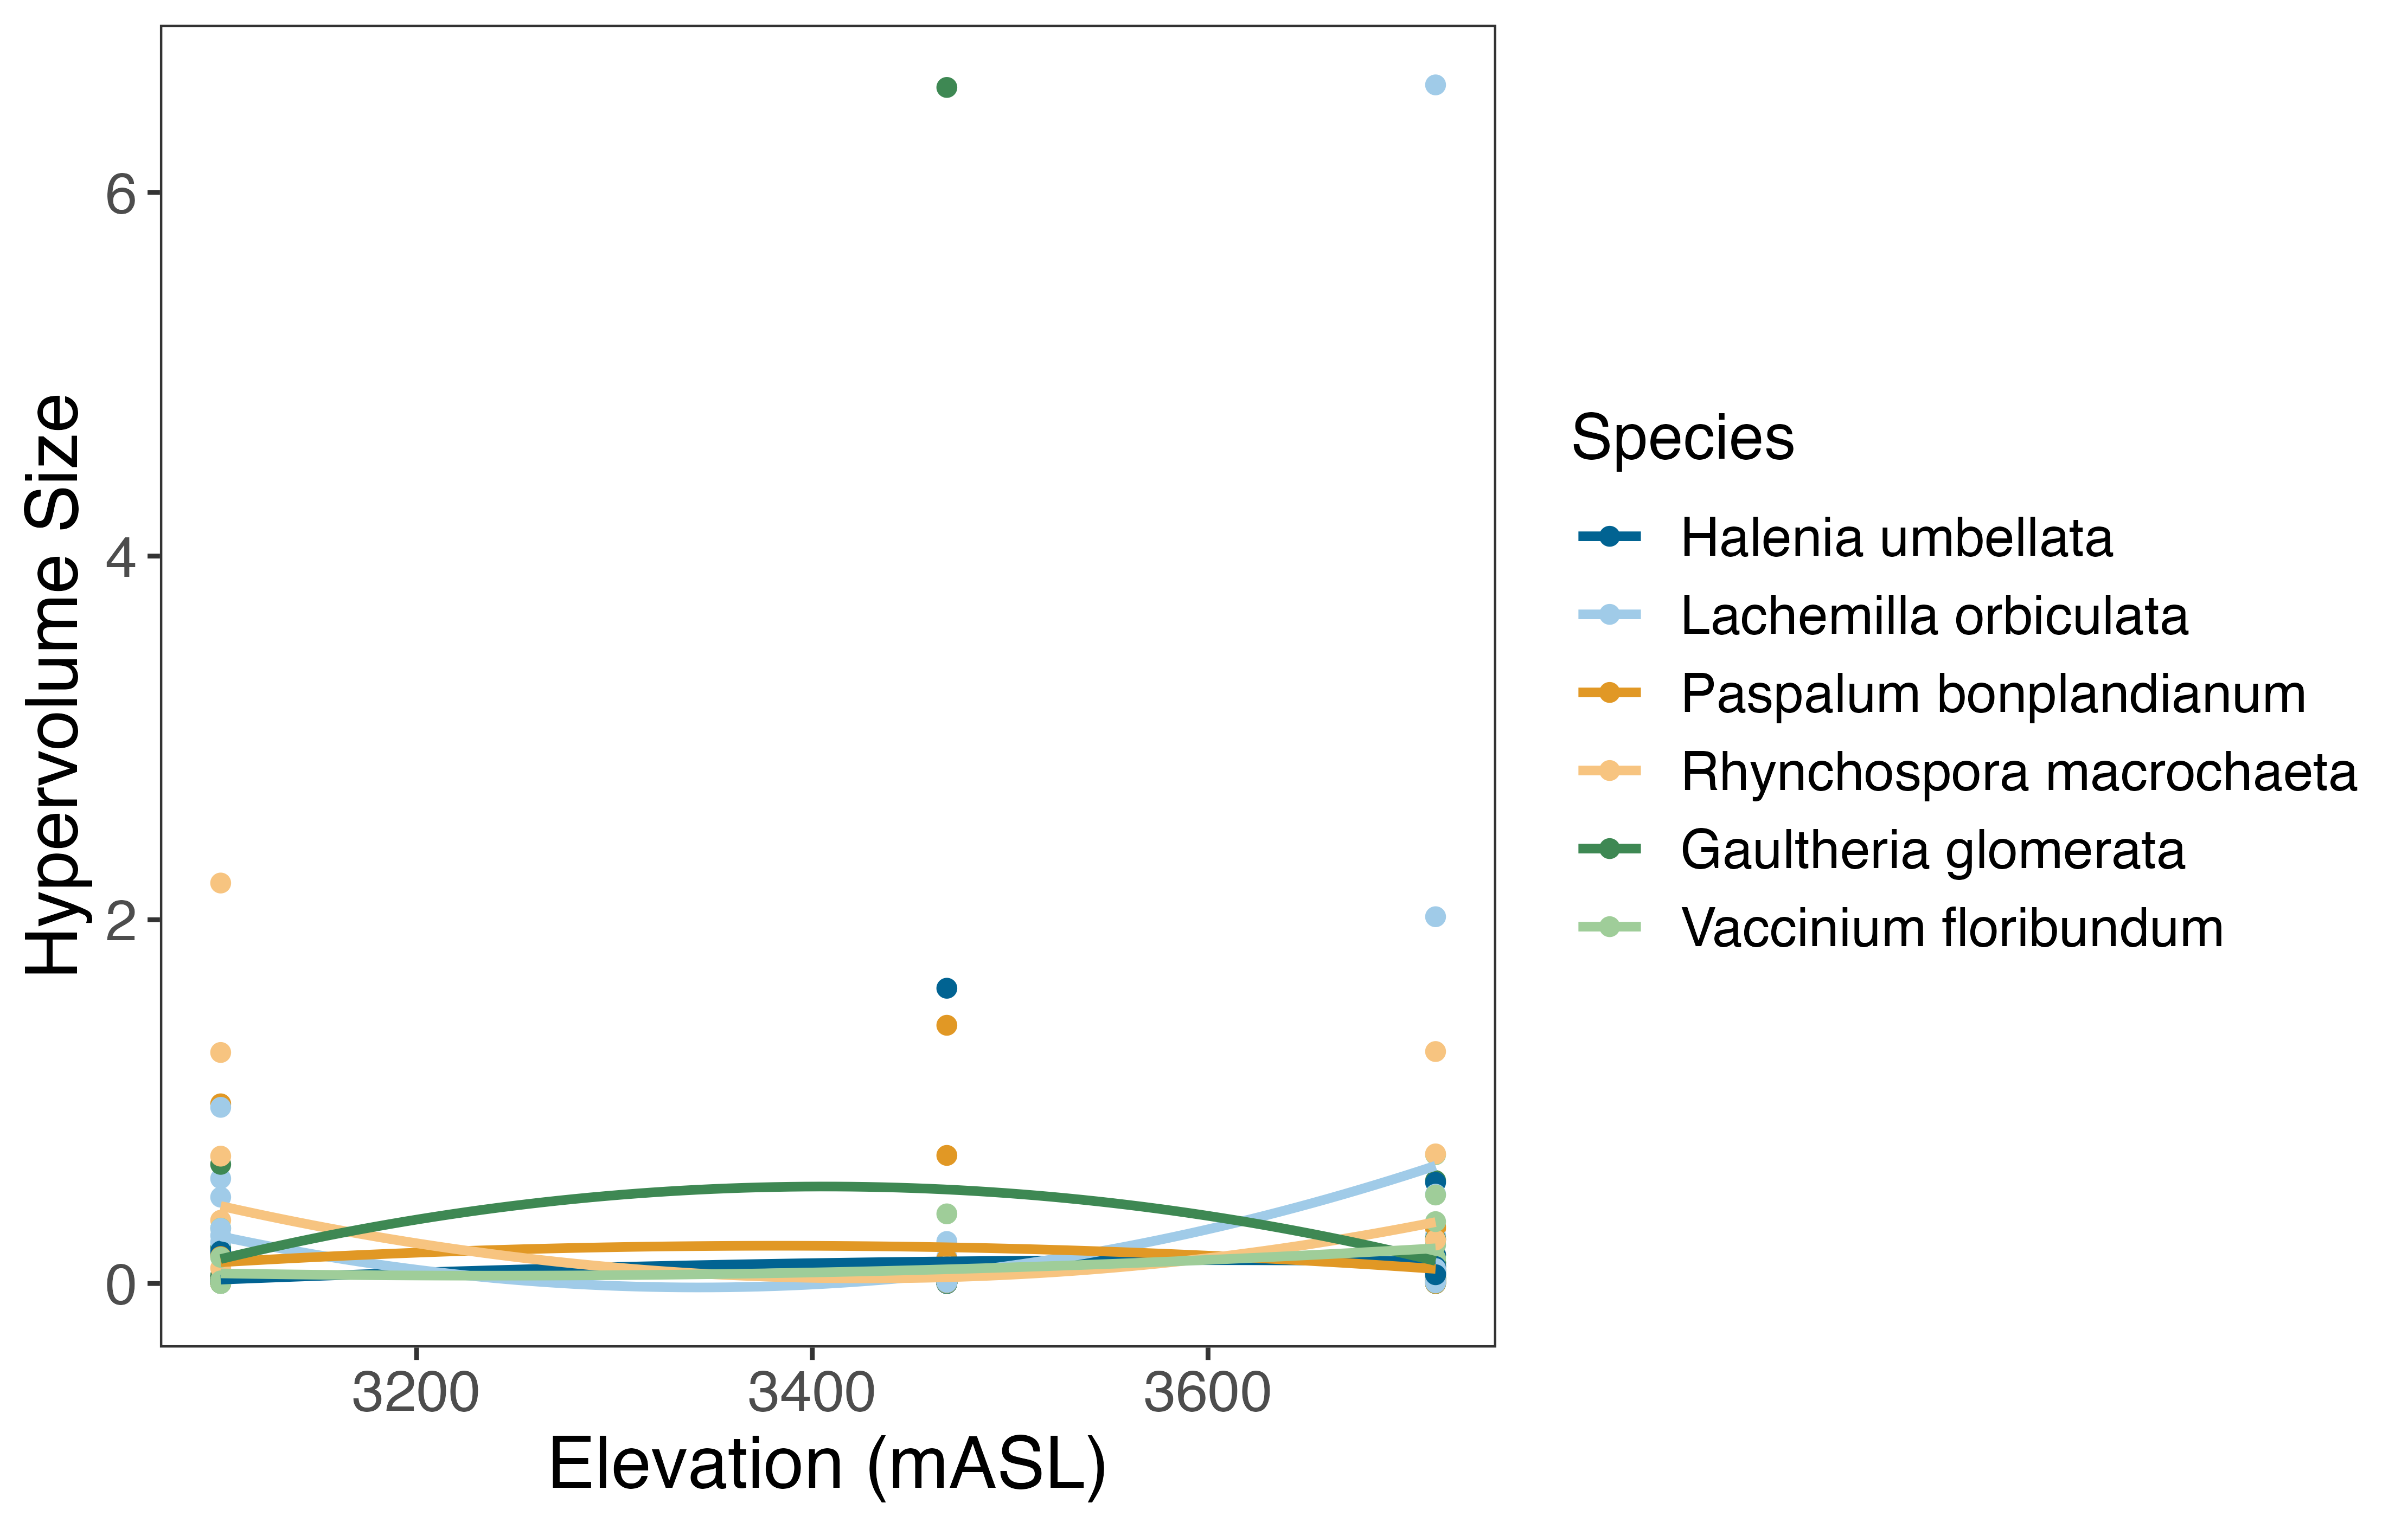 Hypervolume Size
6
4
2
0
3200
3400
3600
Elevation (mASL)
Species
Halenia umbellata
Lachemilla orbiculata
Paspalum bonplandianum
Rhynchospora macrochaeta
Gaultheria glomerata
Vaccinium floribundum